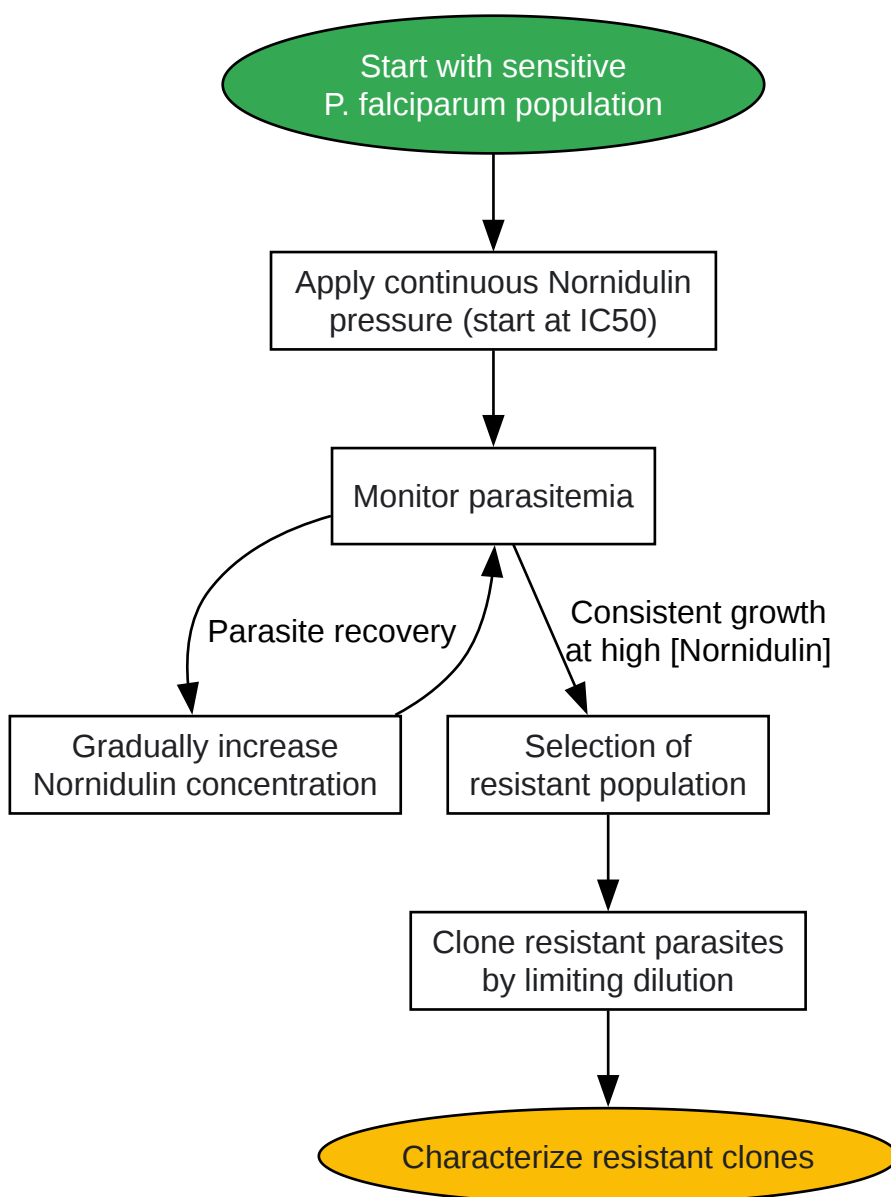 Start with sensitive
P. falciparum population
Apply continuous Nornidulin
pressure (start at IC50)
Monitor parasitemia
Parasite recovery
Consistent growth
at high [Nornidulin]
Gradually increase
Nornidulin concentration
Selection of
resistant population
Clone resistant parasites
by limiting dilution
Characterize resistant clones